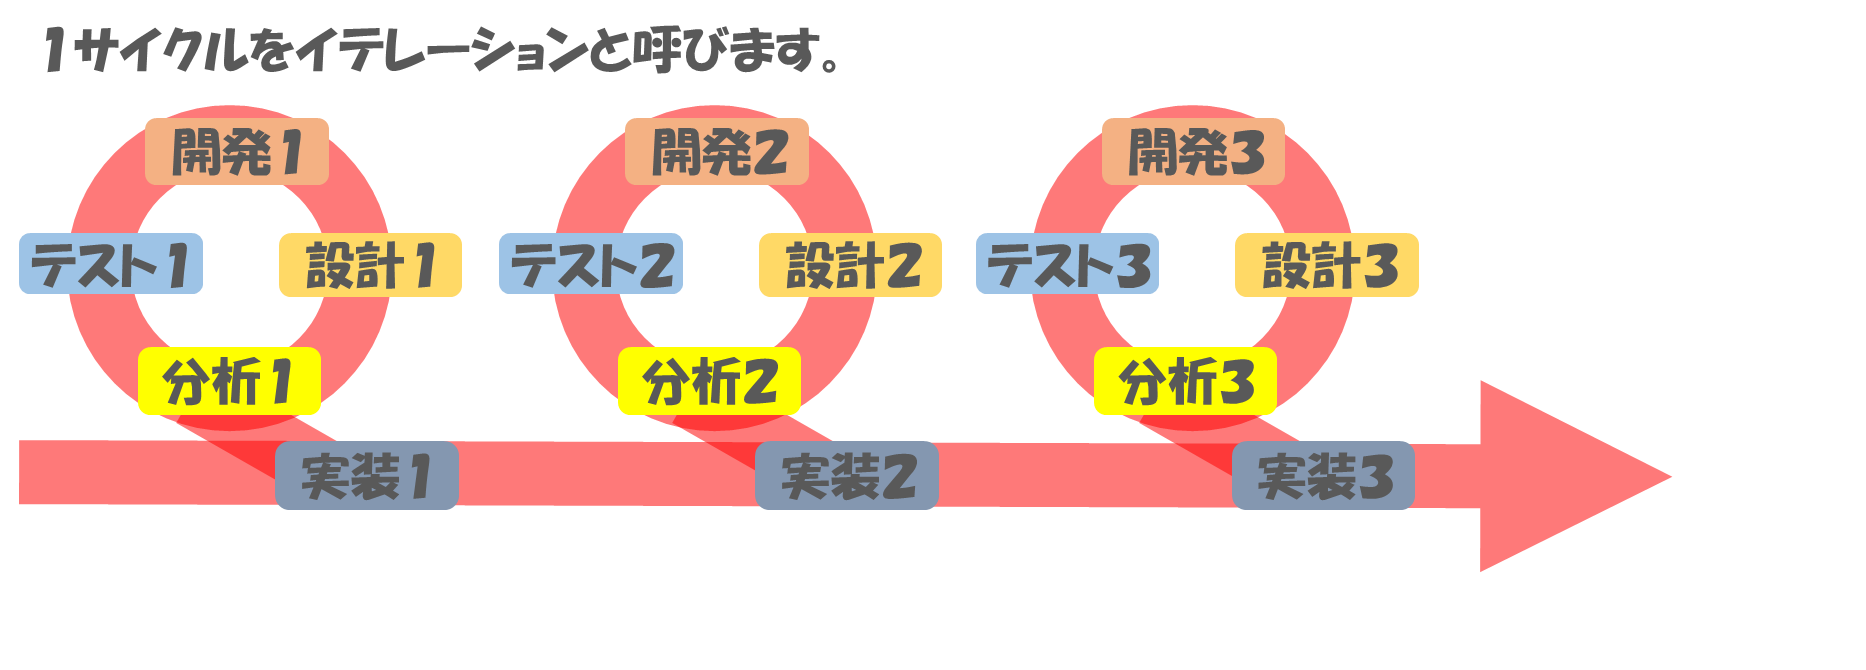 1サイクルをイテレーションと呼びます。
開発1
開発2
開発3
テスト1
設計1
テスト2
設計2
テスト3
設計3
分析1
分析2
分析3
実装1
実装2
実装3